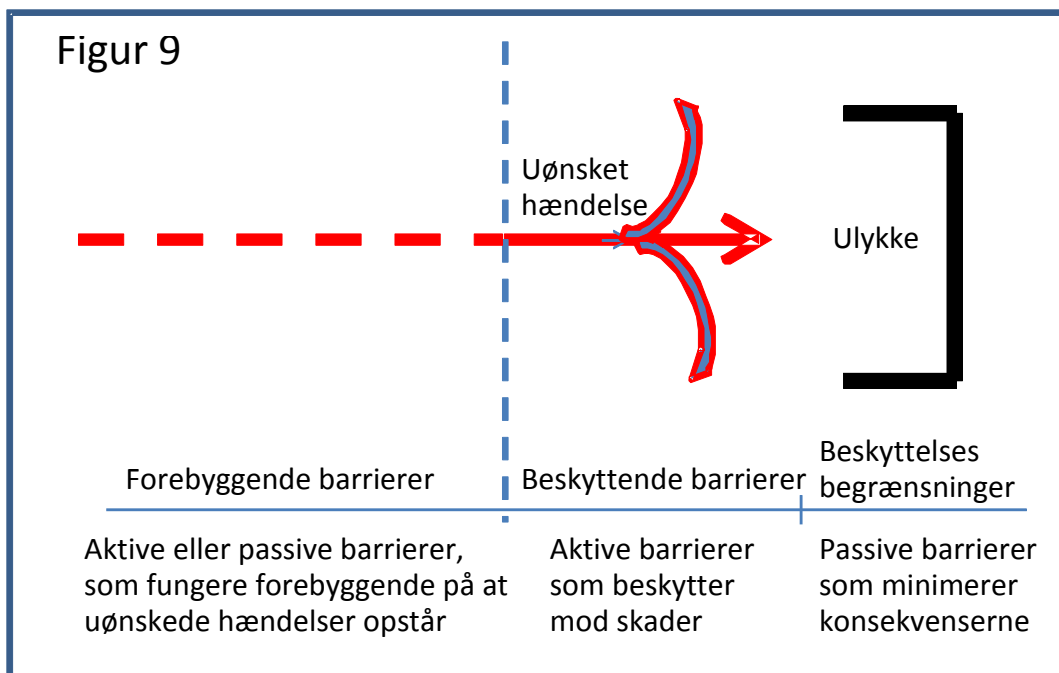 Figur 9
Uønsket
hændelse
Ulykke
Forebyggende barrierer
Beskyttende barrierer
Beskyttelses
begrænsninger
Aktive eller passive barrierer,
som fungere forebyggende på at
uønskede hændelser opstår
Aktive barrierer
som beskytter
mod skader
Passive barrierer
som minimerer
konsekvenserne